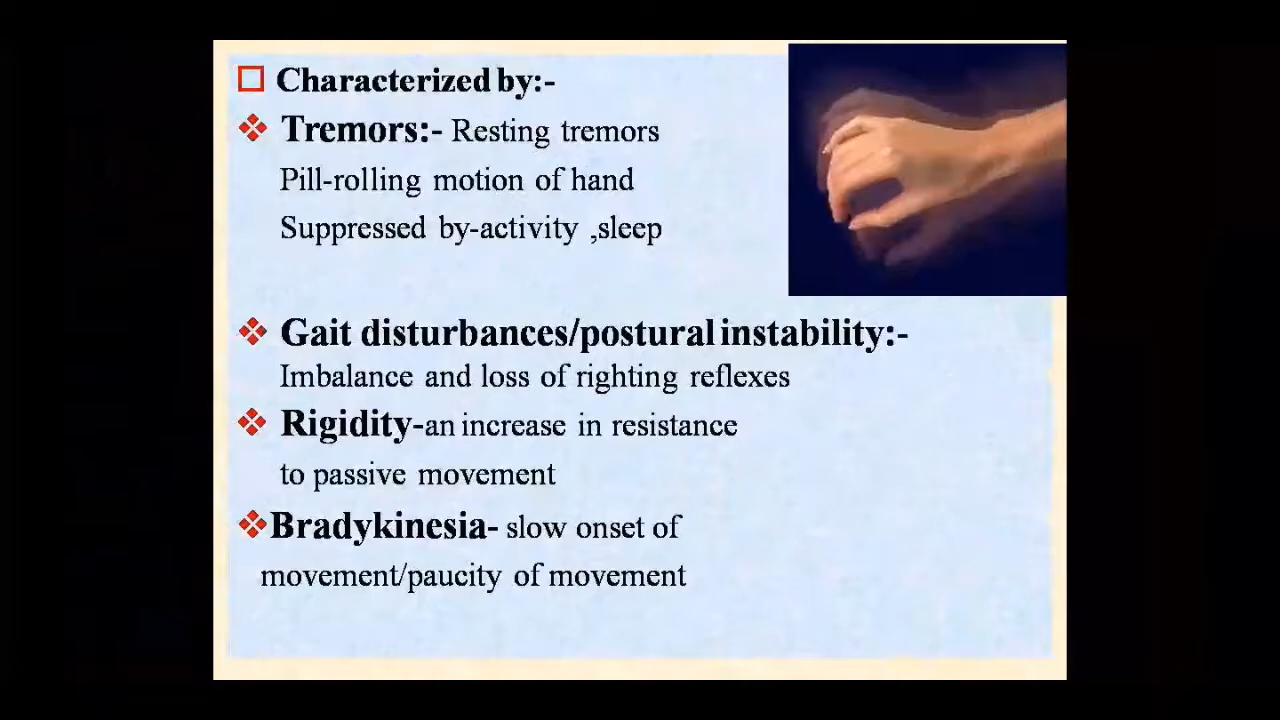 Characterized by:-
Tremors:- Resting tremors
Pill-rolling motion of hand
Suppressed by-activity ,sleep
Gait disturbances/postural instability:-
Imbalance and loss of righting reflexes
Rigidity-an increase in resistance
to passive movement
Bradykinesia- slow onset of
movement/paucity of movement